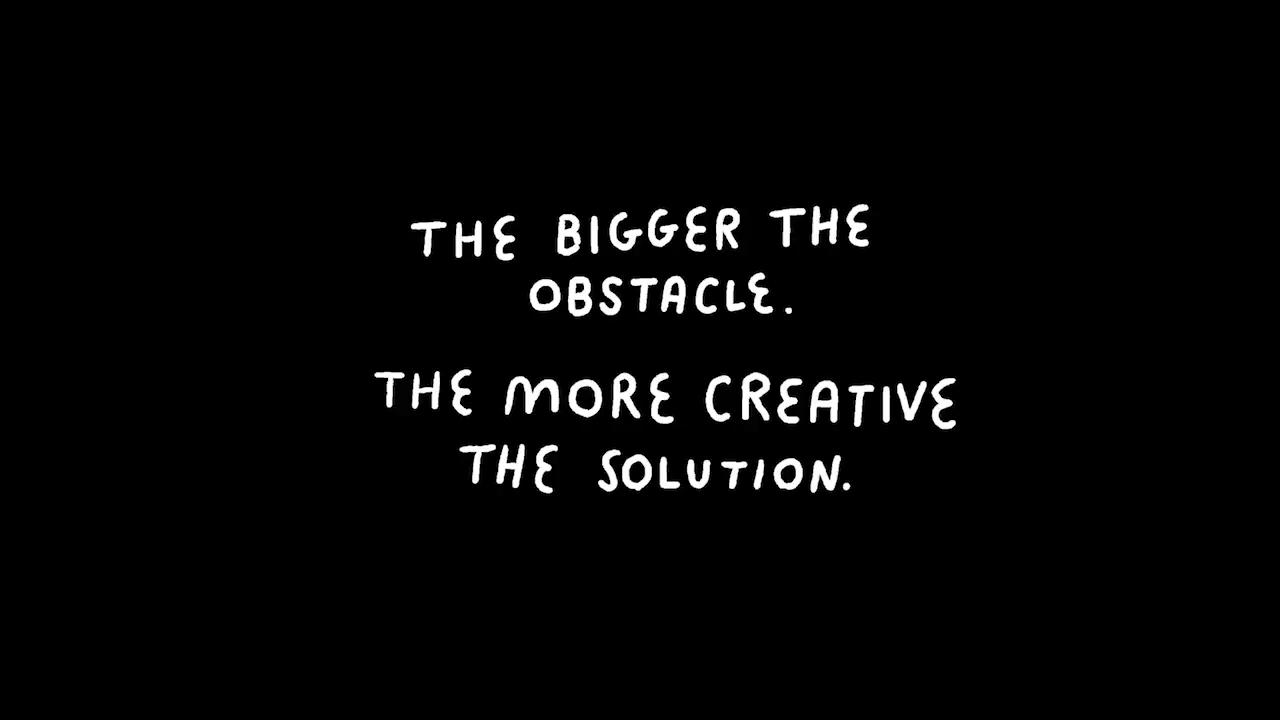 THE BIGGER THE
OBSTACLE.
THE MORE CREATIVE
THE SOLUTION.